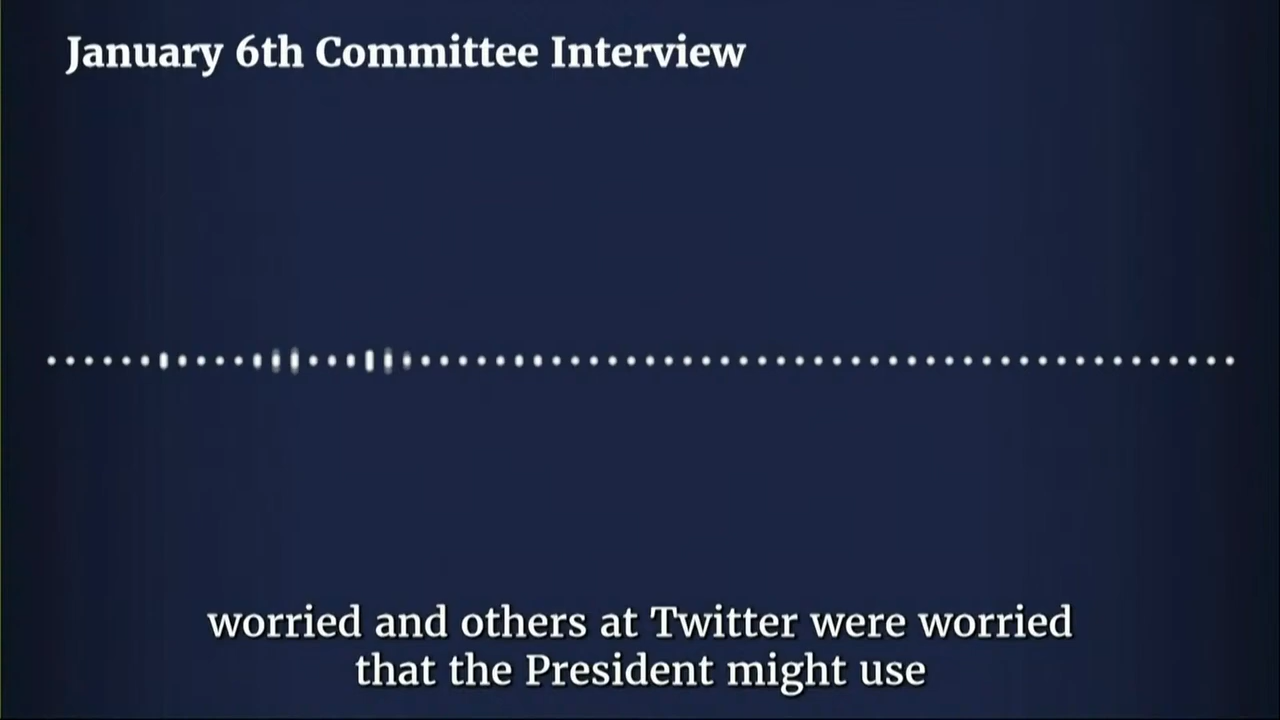 January 6th Committee Interview
worried and others at Twitter were worried
that the President might use